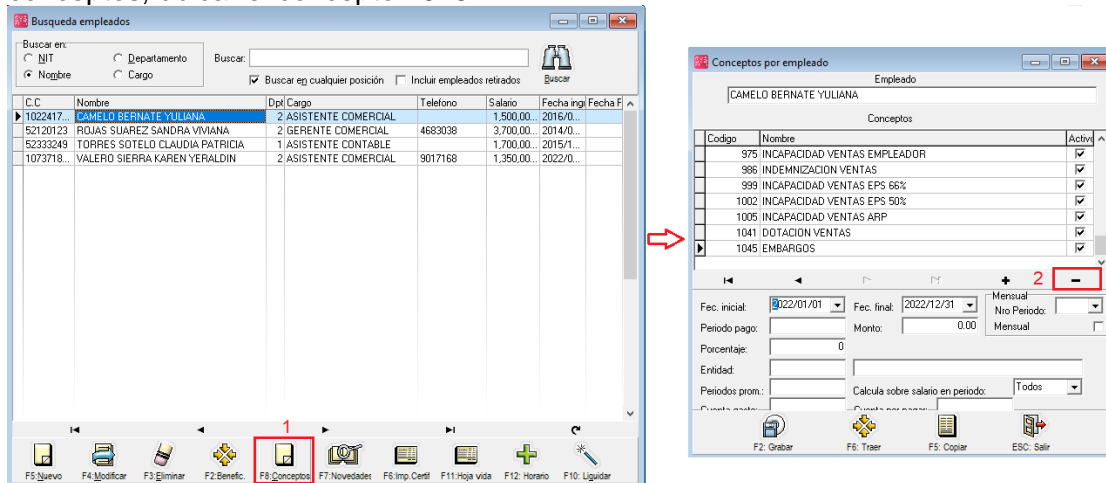 Busqueda empleados
Buscar en:
NIT
Departamento
Buscar:
Nombre
Cargo
Buscar en cualquier posición
Incluir empleados retirados
Buscar
C.C Nombre Dpt Cargo Telefono Salario Fecha ing Fecha F
1022417... CAMELO BERNATE YULIANA 2 ASISTENTE COMERCIAL 1,500,00... 2016/0...
52120123 ROJAS SUAREZ SANDRA VIVIANA 2 GERENTE COMERCIAL 4683038 3,700,00... 2014/0...
52333249 TORRES SOTELO CLAUDIA PATRICIA 1 ASISTENTE CONTABLE 1,700,00... 2015/1...
1073718... VALERO SIERRA KAREN YERALDIN 2 ASISTENTE COMERCIAL 9017168 1,350,00... 2022/0...
1
F5:Nuevo F4:Modificar F3:Eliminar F2:Benefic. F8:Conceptos F7:Novedades F6:Imp.Certif F11:Hoja vida F12: Horario F10: Liquidar
Conceptos por empleado
Empleado
CAMELO BERNATE YULIANA
Conceptos
Codigo Nombre Activo
975 INCAPACIDAD VENTAS EMPLEADOR
986 INDEMNIZACION VENTAS
999 INCAPACIDAD VENTAS EPS 66%
1002 INCAPACIDAD VENTAS EPS 50%
1005 INCAPACIDAD VENTAS ARP
1041 DOTACION VENTAS
1045 EMBARGOS
+ 2 -
Fec. inicial: 2022/01/01 Fec. final: 2022/12/31 Mensual
Nro Periodo:
Periodo pago: Monto: 0.00 Mensual
Porcentaje: 0
Entidad:
Periodos prom.: Calcula sobre salario en periodo: Todos
F2: Grabar F6: Traer F5: Copiar ESC: Salir